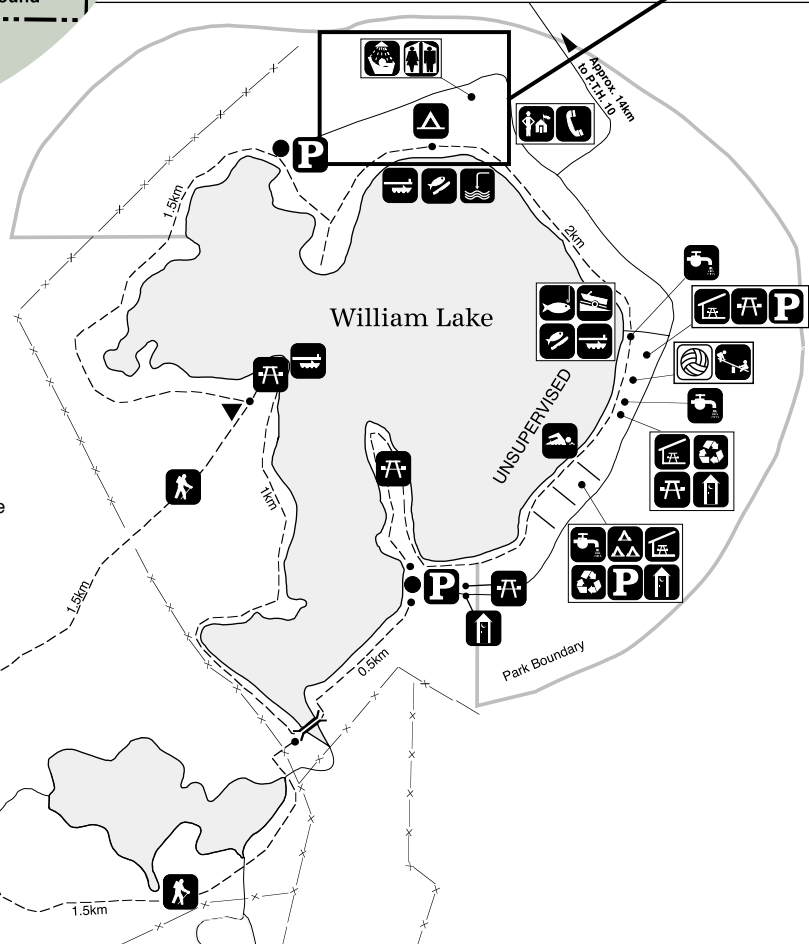 ound
Approx. 14km
to P.T.H. 10
P
1.5km
2km
William Lake
P
UNSUPERVISED
1km
e
1.5km
P
P
0.5km
Park Boundary
1.5km